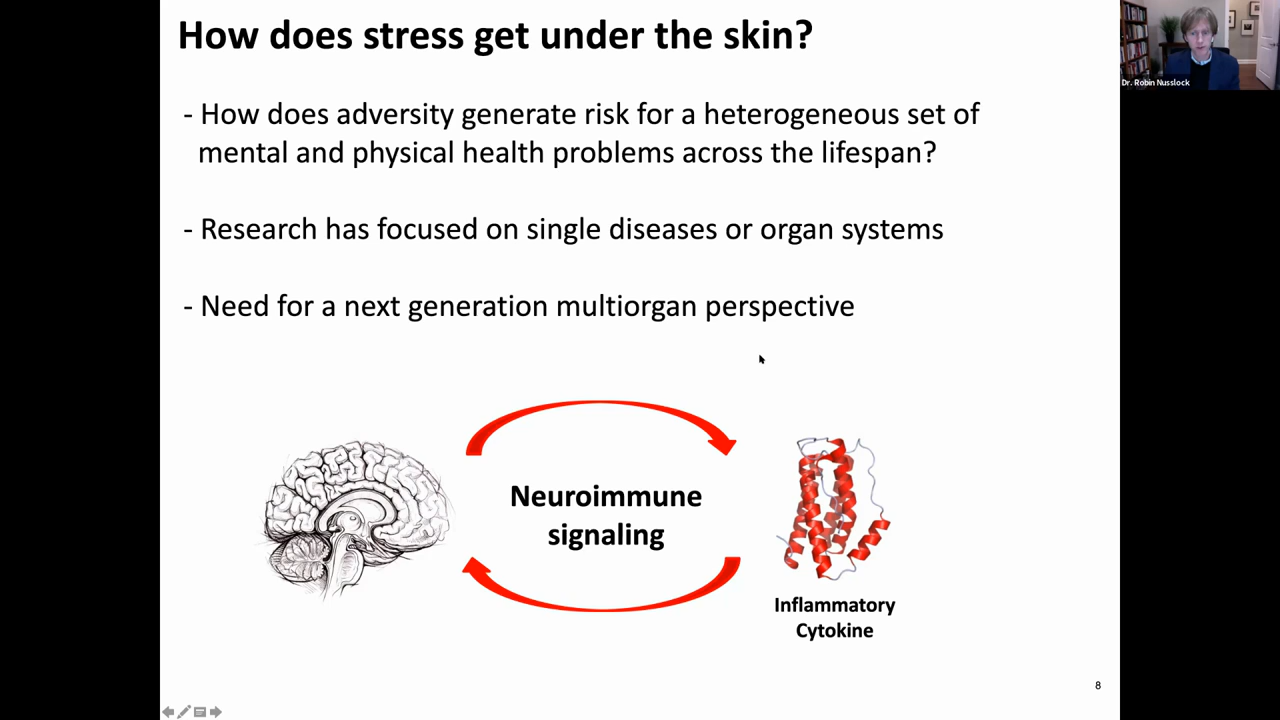 How does stress get under the skin?
- How does adversity generate risk for a heterogeneous set of
mental and physical health problems across the lifespan?
- Research has focused on single diseases or organ systems
- Need for a next generation multiorgan perspective
Neuroimmune
signaling
Inflammatory
Cytokine
8
Dr. Robin Nusslock